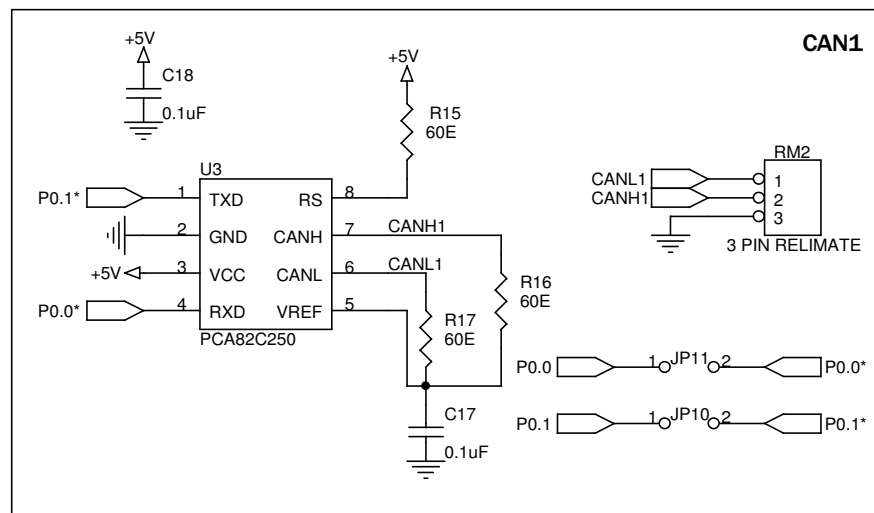 CAN1
+5V
C18
0.1uF
+5V
R15
60E
U3
P0.1* 1 TXD RS 8
2 GND CANH 7 CANH1
+5V 3 VCC CANL 6 CANL1
P0.0* 4 RXD VREF 5
PCA82C250
R16
60E
R17
60E
C17
0.1uF
RM2
CANL1 1
CANH1 2
3
3 PIN RELIMATE
P0.0 1 JP11 2 P0.0*
P0.1 1 JP10 2 P0.1*